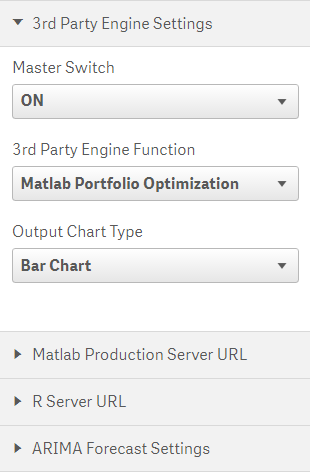 3rd Party Engine Settings
Master Switch
ON
3rd Party Engine Function
Matlab Portfolio Optimization
Output Chart Type
Bar Chart
Matlab Production Server URL
R Server URL
ARIMA Forecast Settings